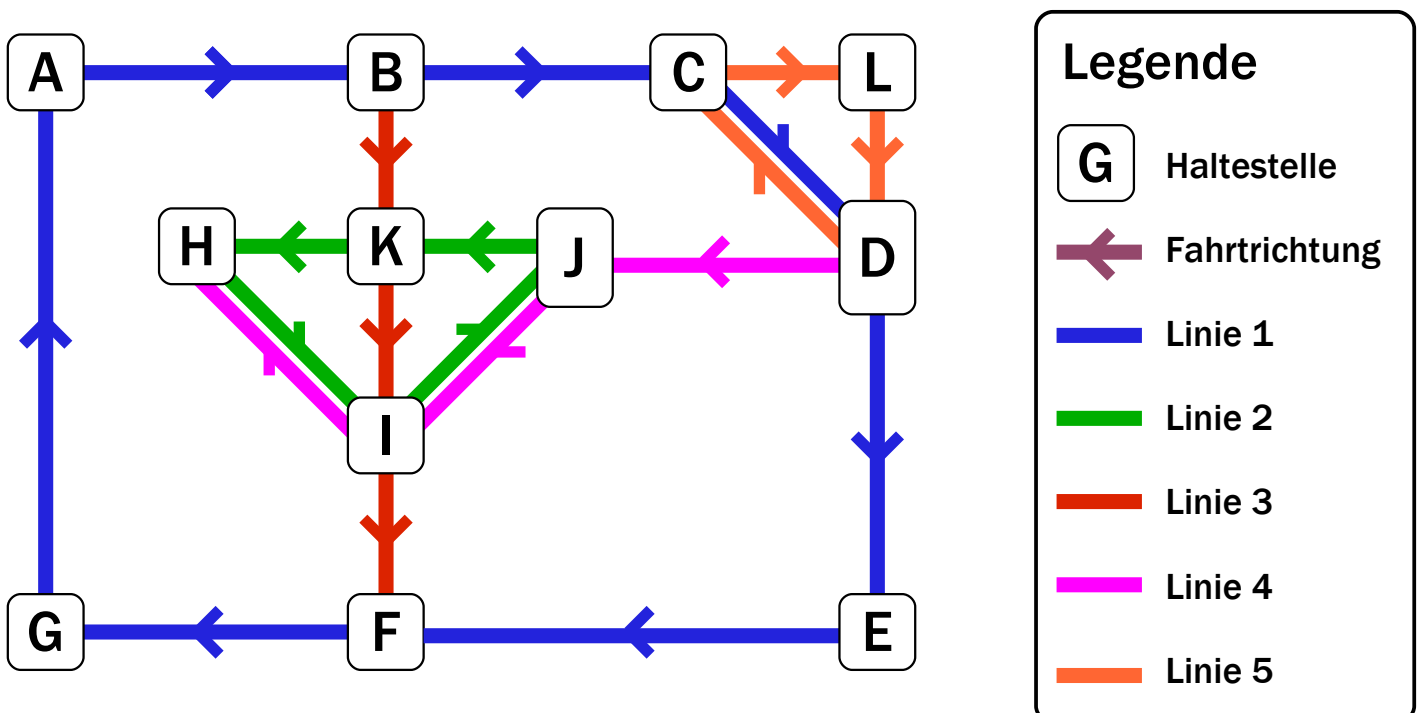 A B C L
H K J D
I
G F E
Legende
G Haltestelle
Fahrtrichtung
Linie 1
Linie 2
Linie 3
Linie 4
Linie 5